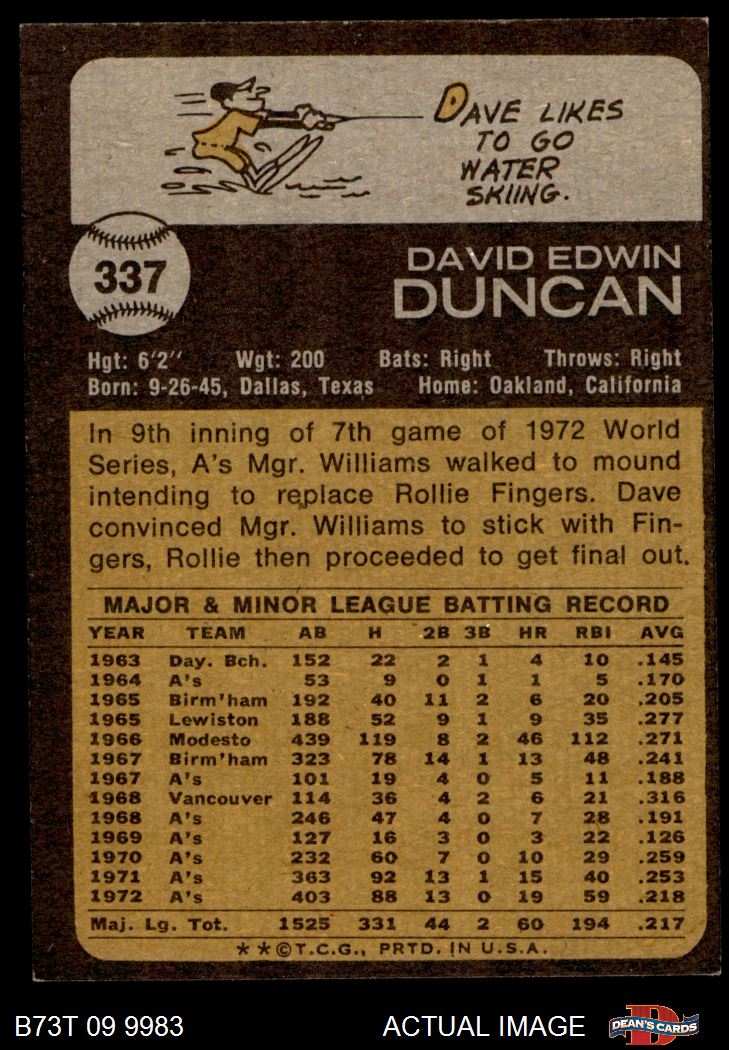 DAVE LIKES
TO GO
WATER
SKIING.
337
DAVID EDWIN
DUNCAN
Hgt: 6'2" Wgt: 200 Bats: Right Throws: Right
Born: 9-26-45, Dallas, Texas Home: Oakland, California
In 9th inning of 7th game of 1972 World
Series, A's Mgr. Williams walked to mound
intending to replace Rollie Fingers. Dave
convinced Mgr. Williams to stick with Fin-
gers, Rollie then proceeded to get final out.
MAJOR & MINOR LEAGUE BATTING RECORD
YEAR TEAM AB H 2B 3B HR RBI AVG
1963 Day. Bch. 152 22 2 1 4 10 .145
1964 A's 53 9 0 1 1 5 .170
1965 Birm'ham 192 40 11 2 6 20 .205
1965 Lewiston 188 52 9 1 9 35 .277
1966 Modesto 439 119 8 2 46 112 .271
1967 Birm'ham 323 78 14 1 13 48 .241
1967 A's 101 19 4 0 5 11 .188
1968 Vancouver 114 36 4 2 6 21 .316
1968 A's 246 47 4 0 7 28 .191
1969 A's 127 16 3 0 3 22 .126
1970 A's 232 60 7 0 10 29 .259
1971 A's 363 92 13 1 15 40 .253
1972 A's 403 88 13 0 19 59 .218
Maj. Lg. Tot. 1525 331 44 2 60 194 .217
**©T.C.G., PRTD. IN U.S.A.
B73T 09 9983 ACTUAL IMAGE D DEAN'S CARDS